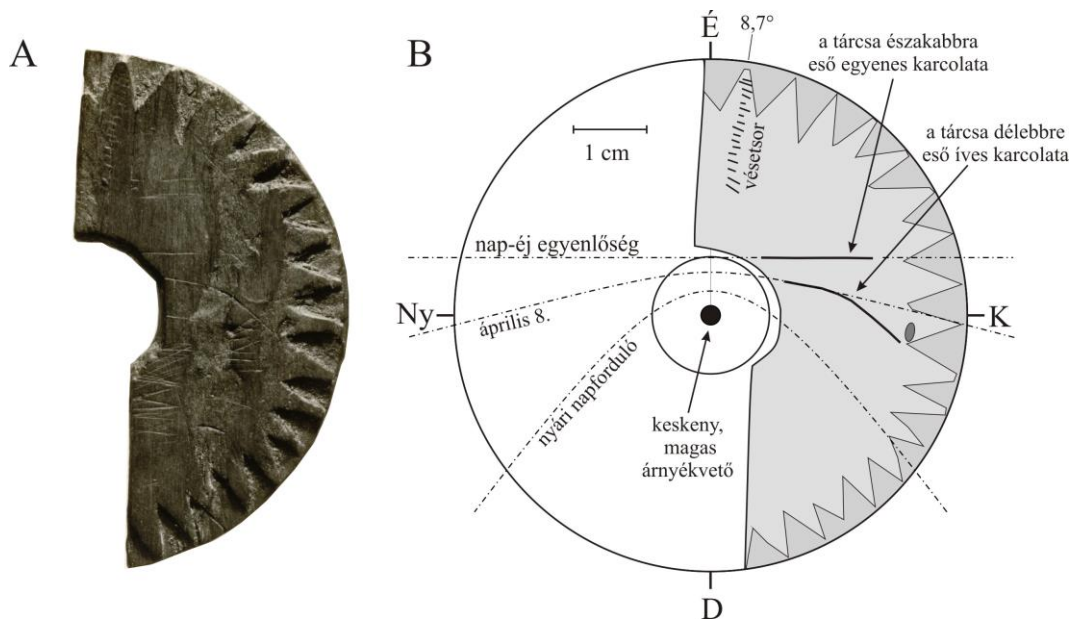 A
B
É
8,7°
a tárcsa északabbra
eső egyenes karcolata
a tárcsa délebbre
eső íves karcolata
1 cm
vésetsor
nap-éj egyenlőség
Ny
K
április 8.
nyári napforduló
keskeny,
magas
árnyékvető
D